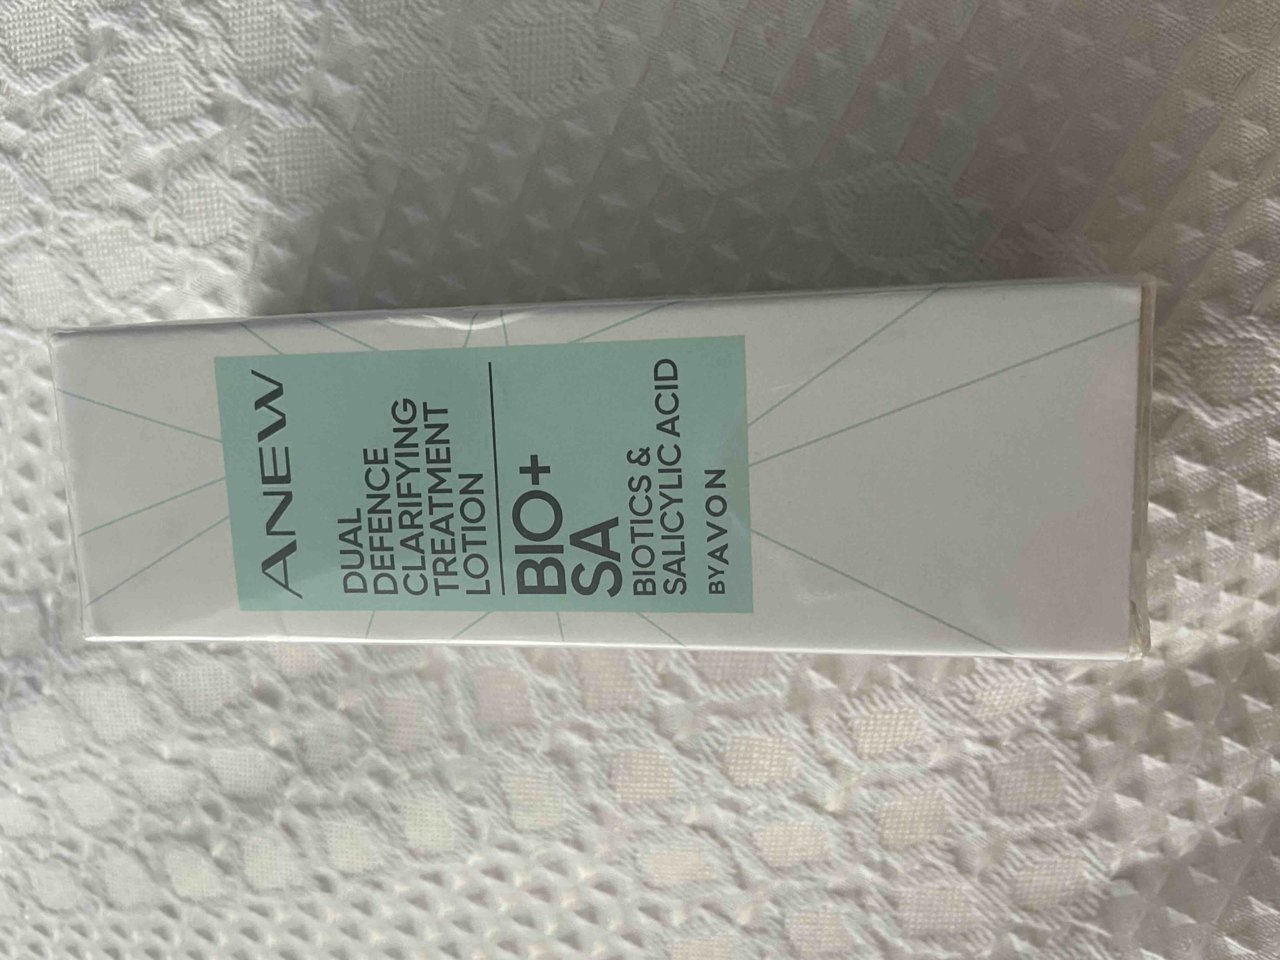 ANEW
DUAL
DEFENCE
CLARIFYING
TREATMENT
LOTION
BIO+
SA
BIOTICS &
SALICYLIC ACID
BY AVON